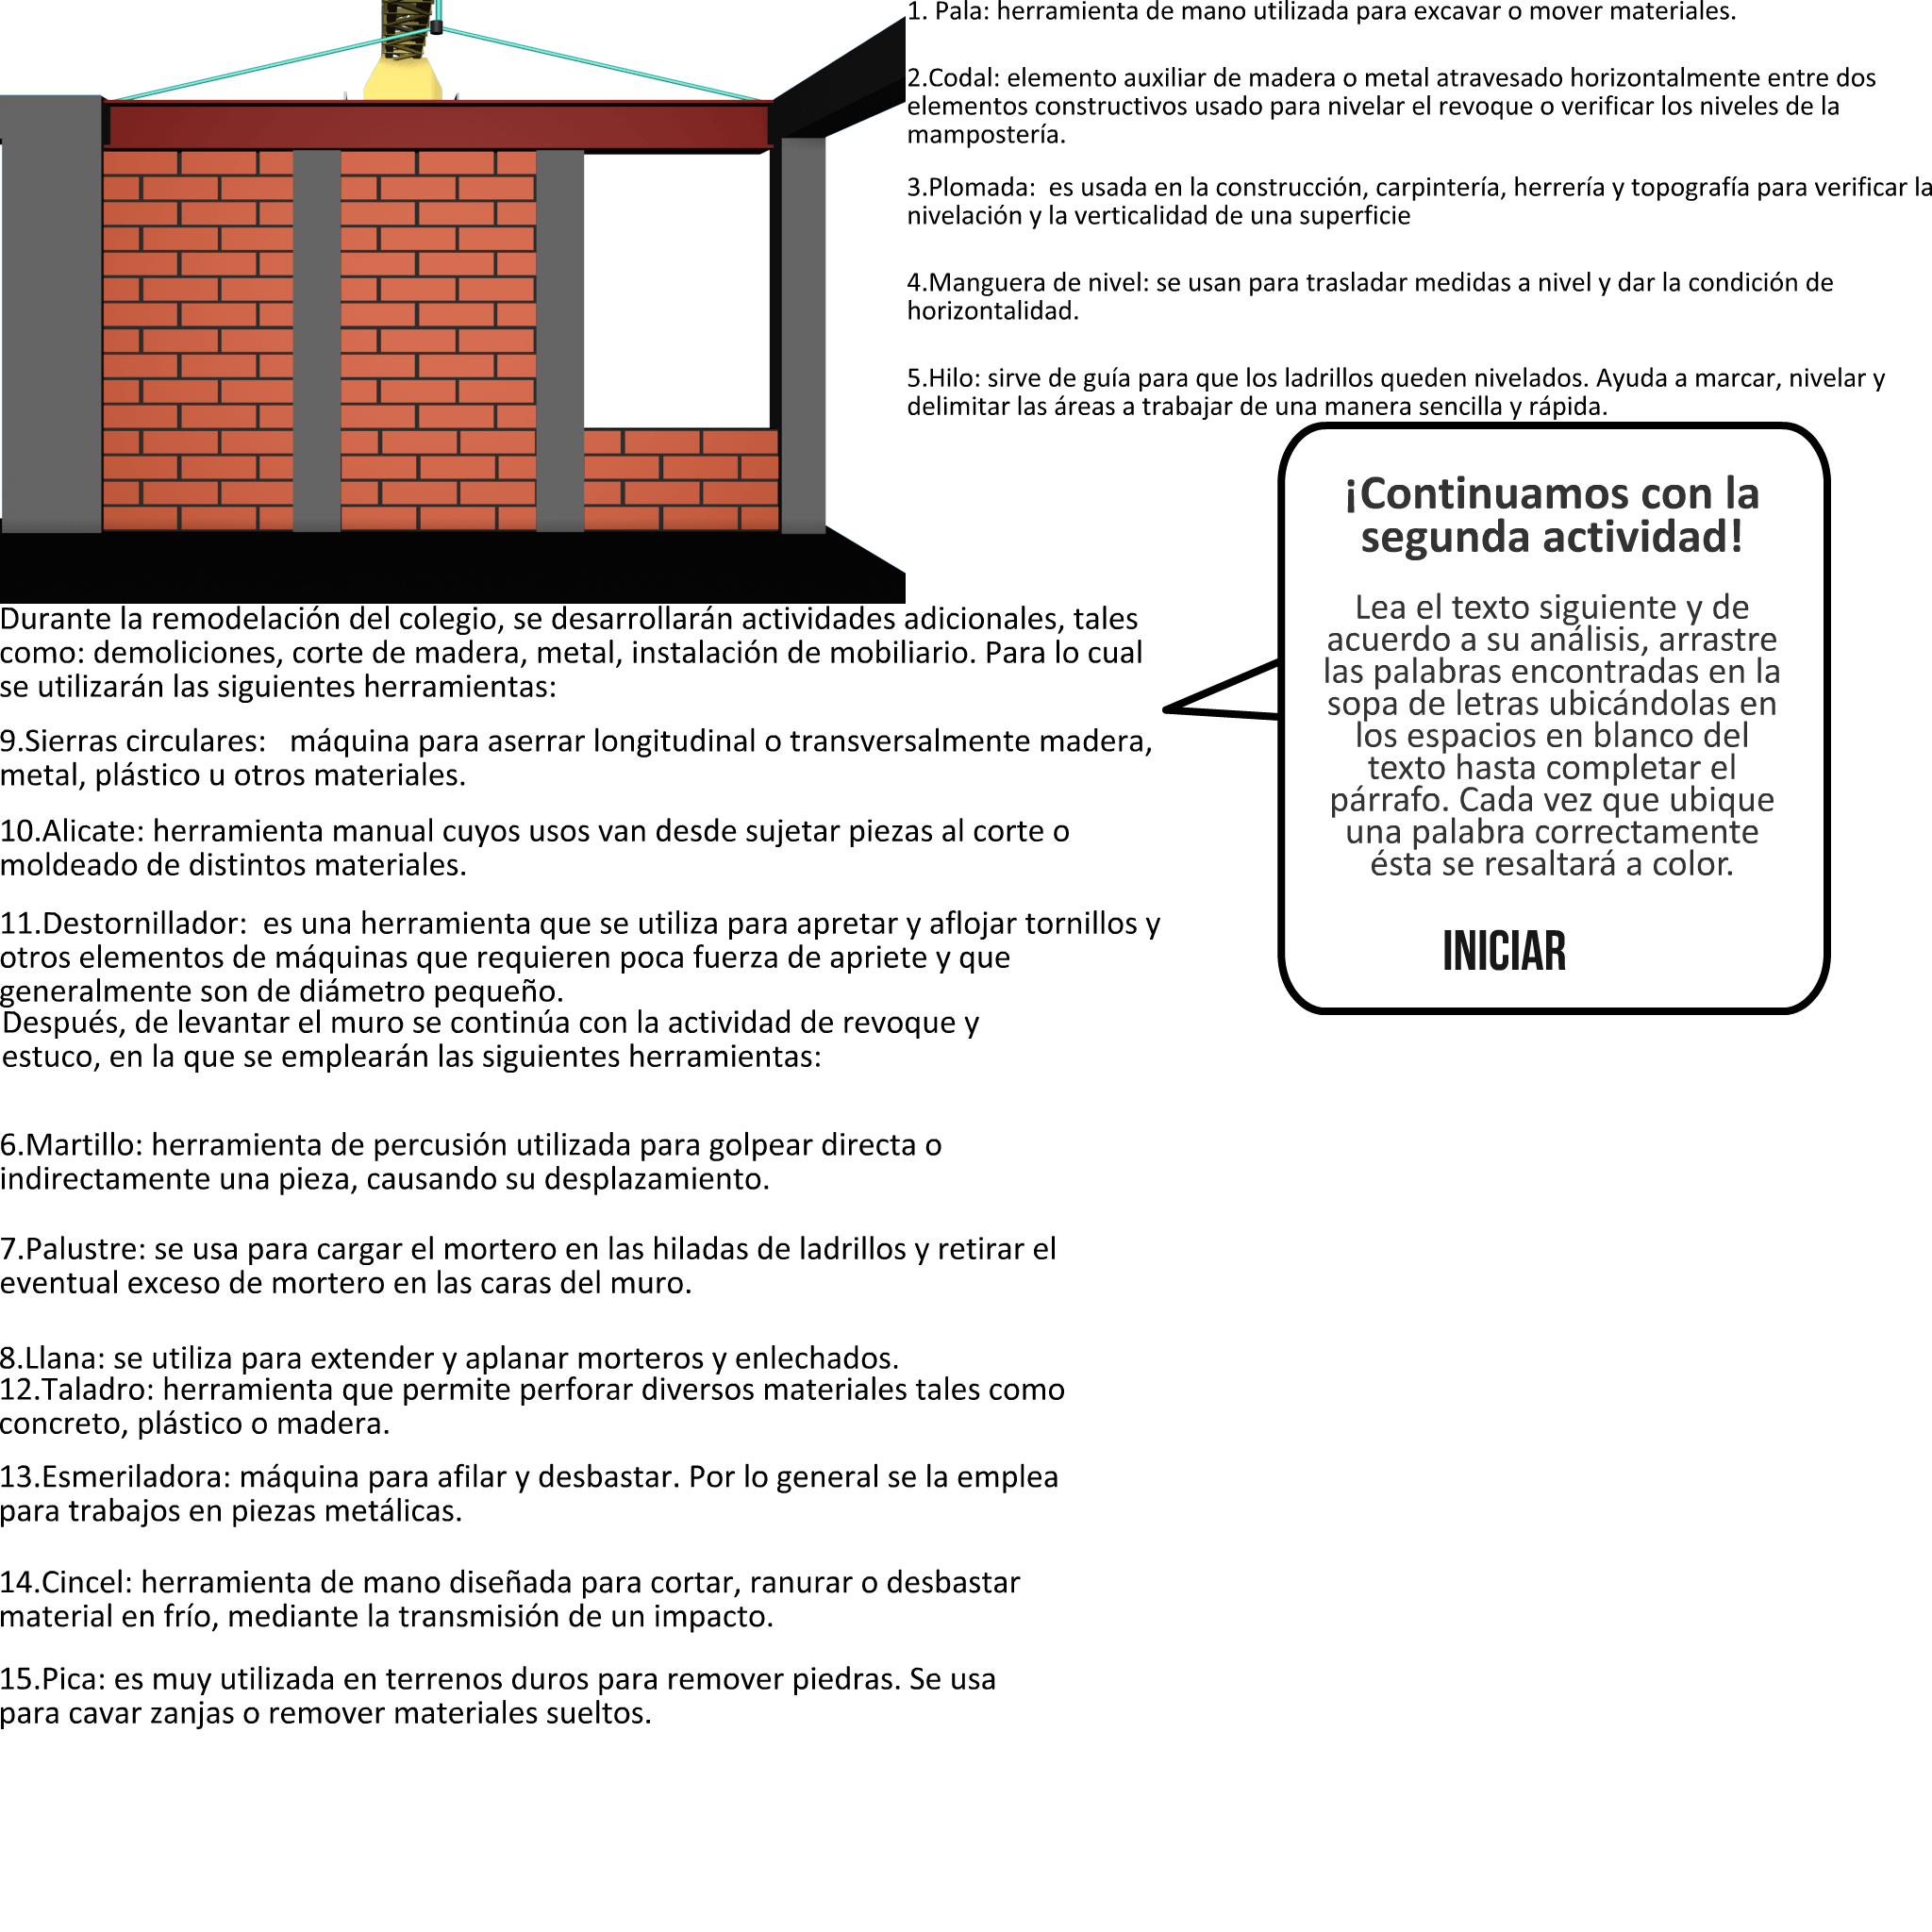 1. Pala: herramienta de mano utilizada para excavar o mover materiales.
2.Codal: elemento auxiliar de madera o metal atravesado horizontalmente entre dos
elementos constructivos usado para nivelar el revoque o verificar los niveles de la
mampostería.
3.Plomada:  es usada en la construcción, carpintería, herrería y topografía para verificar la
nivelación y la verticalidad de una superficie
4.Manguera de nivel: se usan para trasladar medidas a nivel y dar la condición de
horizontalidad.
5.Hilo: sirve de guía para que los ladrillos queden nivelados. Ayuda a marcar, nivelar y
delimitar las áreas a trabajar de una manera sencilla y rápida.
¡Continuamos con la
segunda actividad!
Lea el texto siguiente y de
acuerdo a su análisis, arrastre
las palabras encontradas en la
sopa de letras ubicándolas en
los espacios en blanco del
texto hasta completar el
párrafo. Cada vez que ubique
una palabra correctamente
ésta se resaltará a color.
INICIAR
Durante la remodelación del colegio, se desarrollarán actividades adicionales, tales
como: demoliciones, corte de madera, metal, instalación de mobiliario. Para lo cual
se utilizarán las siguientes herramientas:
9.Sierras circulares:   máquina para aserrar longitudinal o transversalmente madera,
metal, plástico u otros materiales.
10.Alicate: herramienta manual cuyos usos van desde sujetar piezas al corte o
moldeado de distintos materiales.
11.Destornillador:  es una herramienta que se utiliza para apretar y aflojar tornillos y
otros elementos de máquinas que requieren poca fuerza de apriete y que
generalmente son de diámetro pequeño.
Después, de levantar el muro se continúa con la actividad de revoque y
estuco, en la que se emplearán las siguientes herramientas:
6.Martillo: herramienta de percusión utilizada para golpear directa o
indirectamente una pieza, causando su desplazamiento.
7.Palustre: se usa para cargar el mortero en las hiladas de ladrillos y retirar el
eventual exceso de mortero en las caras del muro.
8.Llana: se utiliza para extender y aplanar morteros y enlechados.
12.Taladro: herramienta que permite perforar diversos materiales tales como
concreto, plástico o madera.
13.Esmeriladora: máquina para afilar y desbastar. Por lo general se la emplea
para trabajos en piezas metálicas.
14.Cincel: herramienta de mano diseñada para cortar, ranurar o desbastar
material en frío, mediante la transmisión de un impacto.
15.Pica: es muy utilizada en terrenos duros para remover piedras. Se usa
para cavar zanjas o remover materiales sueltos.